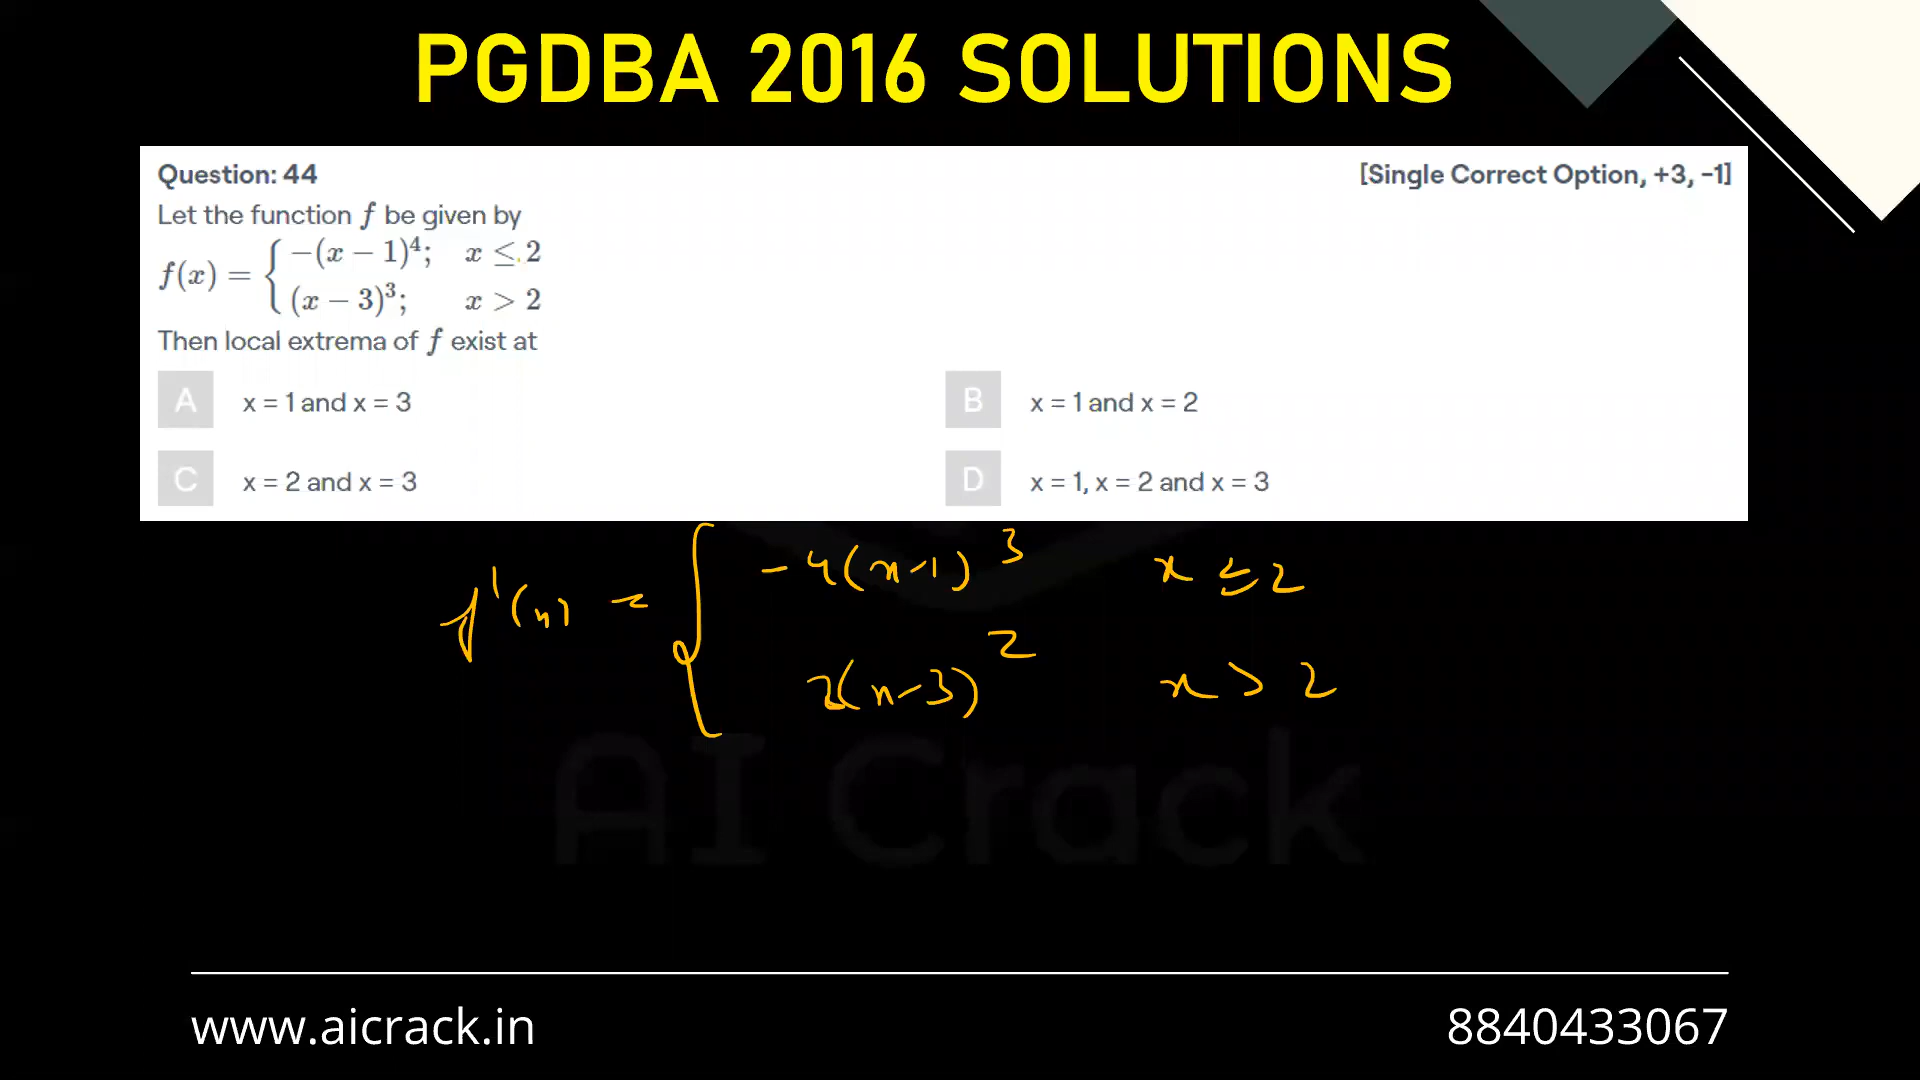 PGDBA 2016 SOLUTIONS
Question: 44 [Single Correct Option, +3, -1]
Let the function f be given by
f(x) = { -(x - 1)⁴; x ≤ 2
(x - 3)³; x > 2
Then local extrema of f exist at
A x = 1 and x = 3
B x = 1 and x = 2
C x = 2 and x = 3
D x = 1, x = 2 and x = 3
f'(x) = { -4(x-1)³ x ≤ 2
3(x-3)² x > 2
AI Crack
www.aicrack.in
8840433067